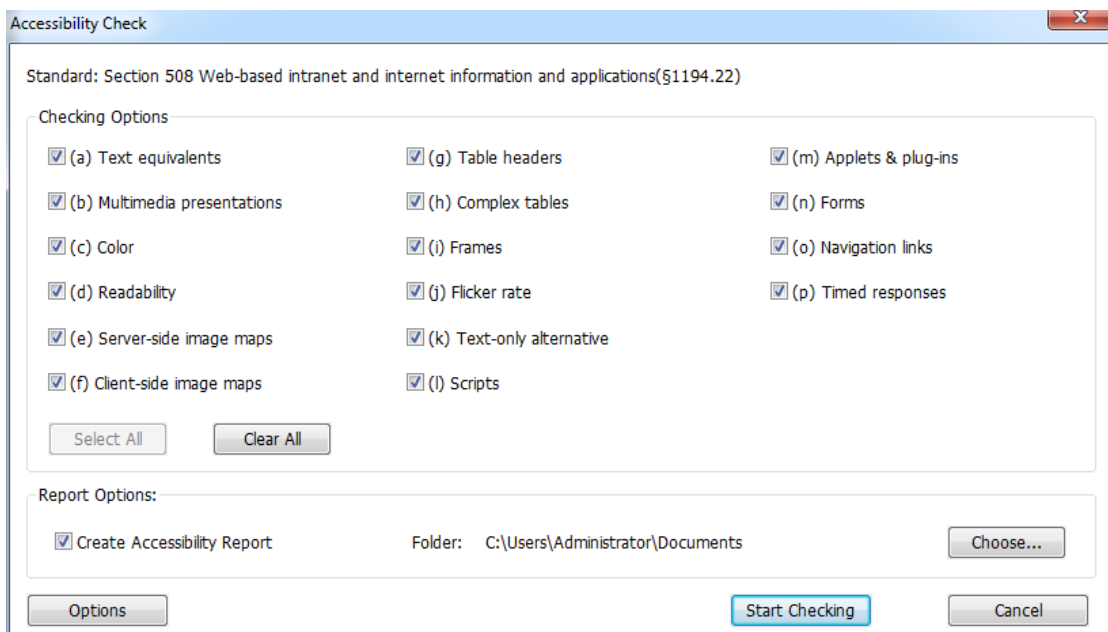 Accessibility Check
Standard: Section 508 Web-based intranet and internet information and applications(§1194.22)
Checking Options
(a) Text equivalents
(g) Table headers
(m) Applets & plug-ins
(b) Multimedia presentations
(h) Complex tables
(n) Forms
(c) Color
(i) Frames
(o) Navigation links
(d) Readability
(j) Flicker rate
(p) Timed responses
(e) Server-side image maps
(k) Text-only alternative
(f) Client-side image maps
(l) Scripts
Select All
Clear All
Report Options:
Create Accessibility Report
Folder: C:\Users\Administrator\Documents
Choose...
Options
Start Checking
Cancel